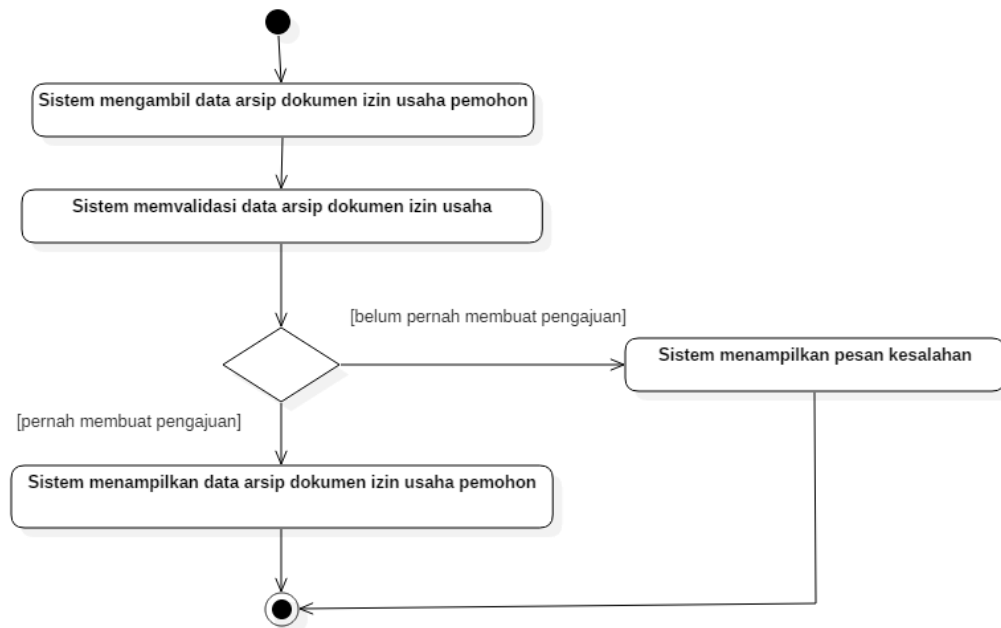 Sistem mengambil data arsip dokumen izin usaha pemohon
Sistem memvalidasi data arsip dokumen izin usaha
[belum pernah membuat pengajuan]
Sistem menampilkan pesan kesalahan
[pernah membuat pengajuan]
Sistem menampilkan data arsip dokumen izin usaha pemohon